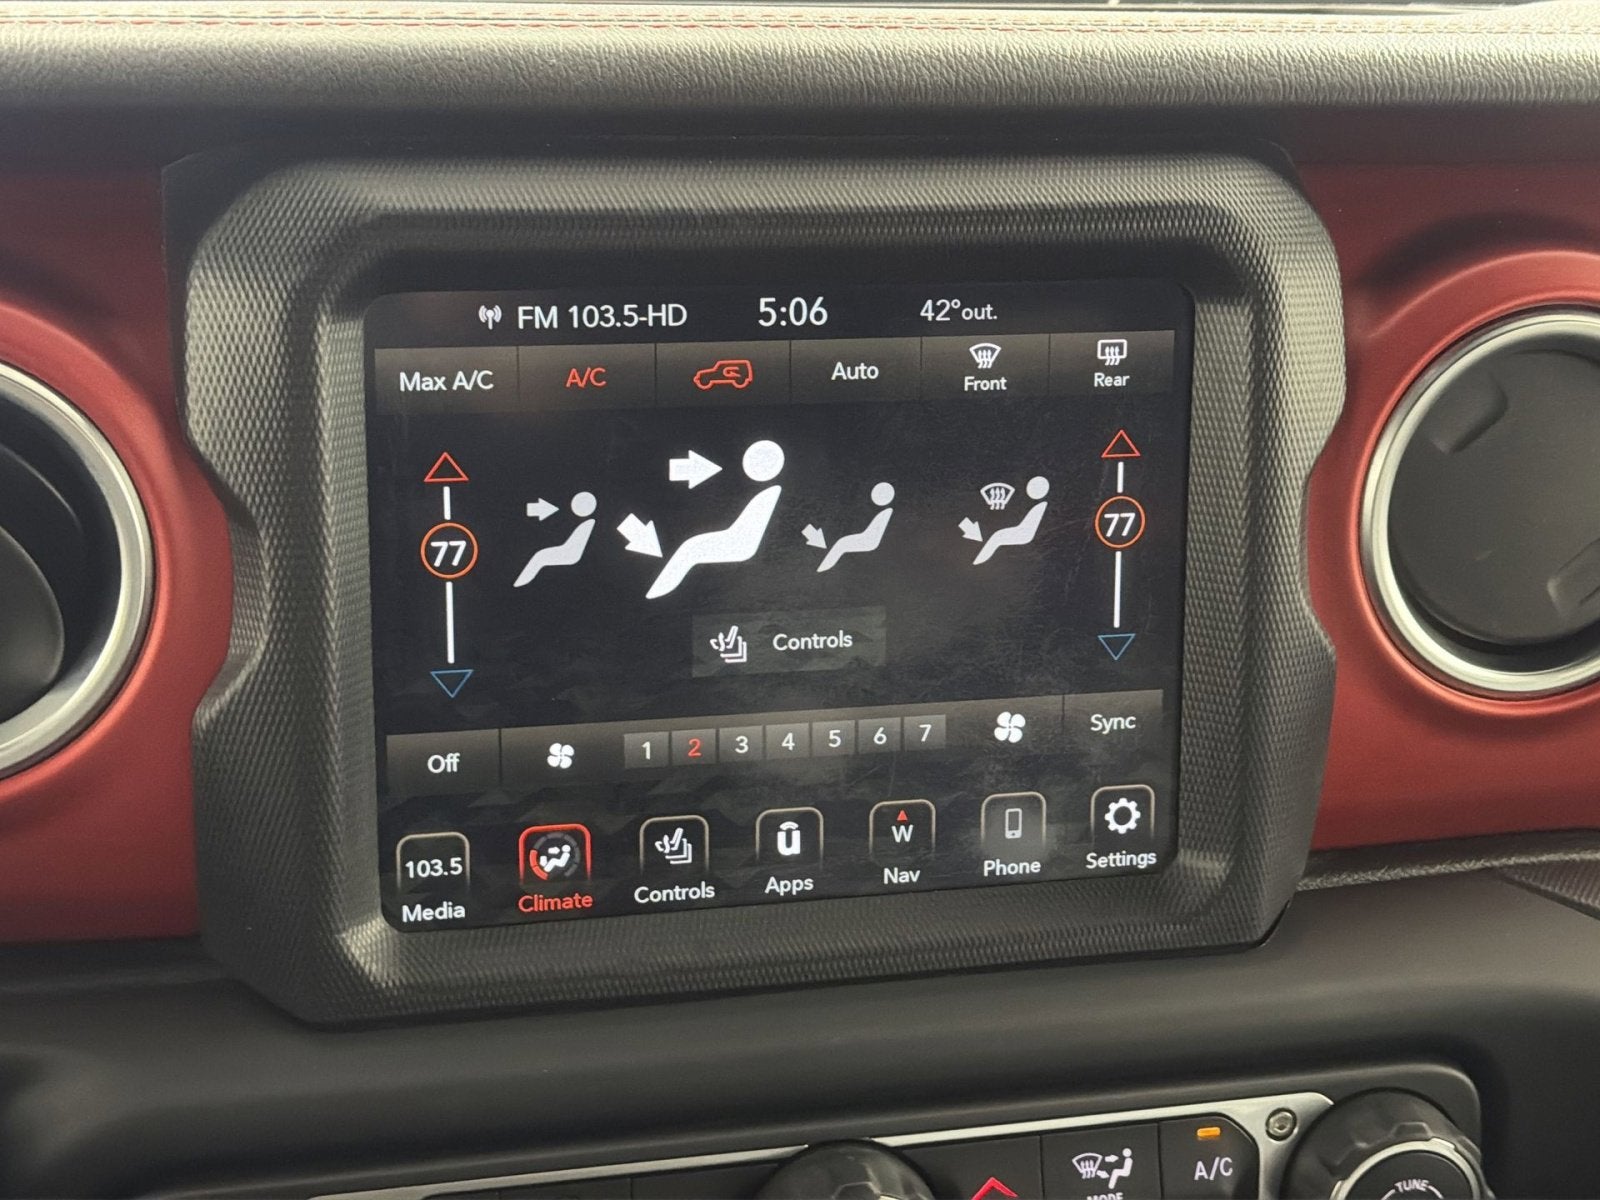 FM 103.5-HD 5:06 42° out.
Max A/C A/C Auto Front Rear
77 77
Controls
Off 1 2 3 4 5 6 7 Sync
103.5 W
Media Climate Controls Apps Nav Phone Settings
MODE A/C TUNE